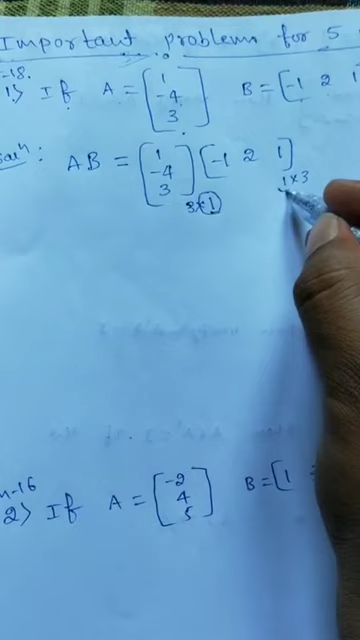 Important problems for 5
-18.
1) If A = [1 -4 3] B = [-1 2 1
Sol^n: AB = [1 -4 3] [-1 2 1]
3×1 1×3
-16
2) If A = [-2 4 5] B = [1